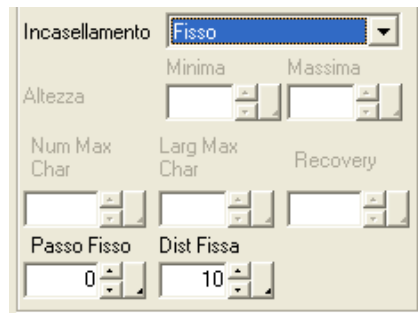 Incasellamento Fisso
Minima Massima
Altezza
Num Max Char Larg Max Char Recovery
Passo Fisso Dist Fissa
0 10